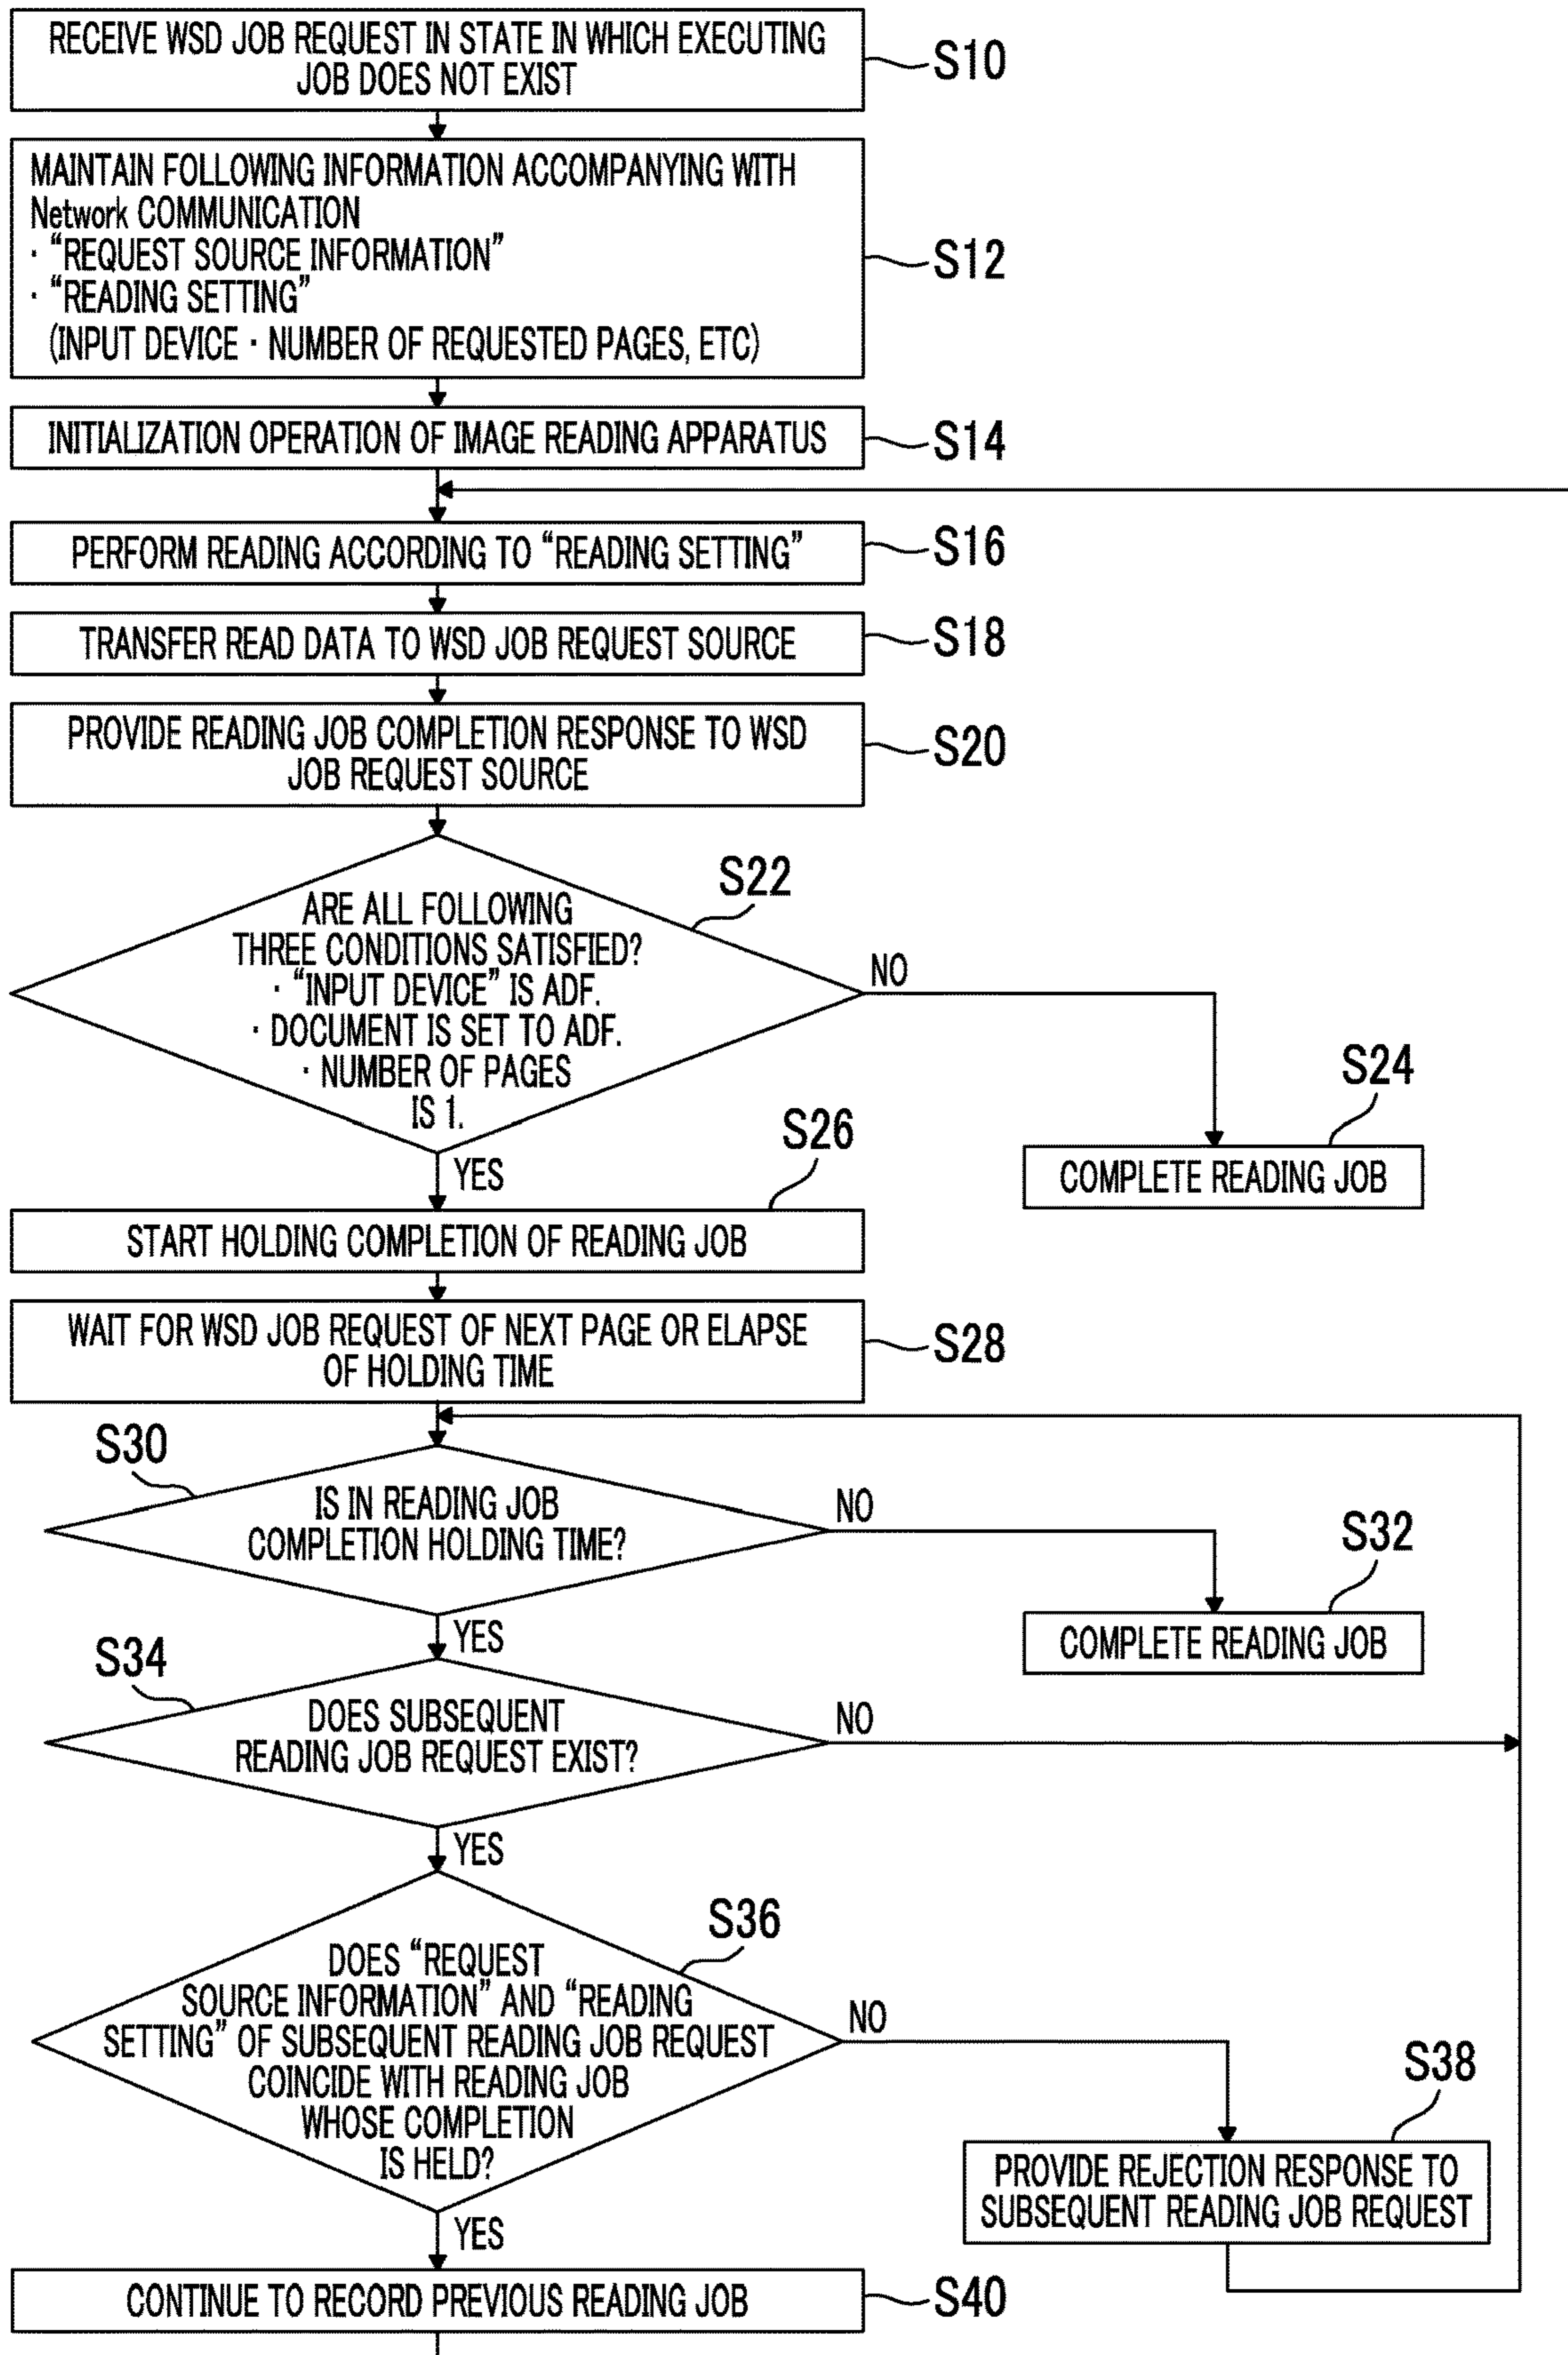 RECEIVE WSD JOB REQUEST IN STATE IN WHICH EXECUTING
JOB DOES NOT EXIST
S10
MAINTAIN FOLLOWING INFORMATION ACCOMPANYING WITH
Network COMMUNICATION
· “REQUEST SOURCE INFORMATION”
· “READING SETTING”
(INPUT DEVICE · NUMBER OF REQUESTED PAGES, ETC)
S12
INITIALIZATION OPERATION OF IMAGE READING APPARATUS
S14
PERFORM READING ACCORDING TO “READING SETTING”
S16
TRANSFER READ DATA TO WSD JOB REQUEST SOURCE
S18
PROVIDE READING JOB COMPLETION RESPONSE TO WSD
JOB REQUEST SOURCE
S20
S22
ARE ALL FOLLOWING
THREE CONDITIONS SATISFIED?
· “INPUT DEVICE” IS ADF.
· DOCUMENT IS SET TO ADF.
· NUMBER OF PAGES
IS 1.
NO
S24
COMPLETE READING JOB
YES
S26
START HOLDING COMPLETION OF READING JOB
WAIT FOR WSD JOB REQUEST OF NEXT PAGE OR ELAPSE
OF HOLDING TIME
S28
S30
IS IN READING JOB
COMPLETION HOLDING TIME?
NO
S32
COMPLETE READING JOB
YES
S34
DOES SUBSEQUENT
READING JOB REQUEST EXIST?
NO
YES
S36
DOES “REQUEST
SOURCE INFORMATION” AND “READING
SETTING” OF SUBSEQUENT READING JOB REQUEST
COINCIDE WITH READING JOB
WHOSE COMPLETION
IS HELD?
NO
S38
PROVIDE REJECTION RESPONSE TO
SUBSEQUENT READING JOB REQUEST
YES
CONTINUE TO RECORD PREVIOUS READING JOB
S40